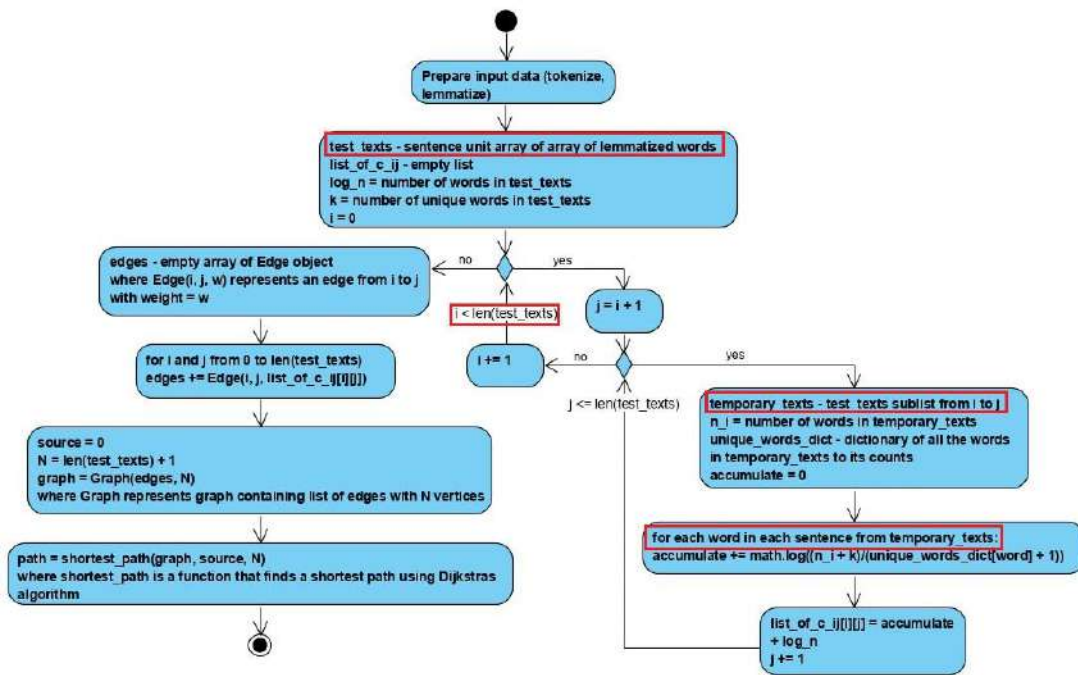 Prepare input data (tokenize,
lemmatize)
test_texts - sentence unit array of array of lemmatized words
list_of_c_ij - empty list
log_n = number of words in test_texts
k = number of unique words in test_texts
i = 0
no
yes
edges - empty array of Edge object
where Edge(i, j, w) represents an edge from i to j
with weight = w
i < len(test_texts)
j = i + 1
for i and j from 0 to len(test_texts)
edges += Edge(i, j, list_of_c_ij[i][j])
i += 1
no
yes
j <= len(test_texts)
temporary_texts - test_texts sublist from i to j
n_i = number of words in temporary_texts
unique_words_dict - dictionary of all the words
in temporary_texts to its counts
accumulate = 0
source = 0
N = len(test_texts) + 1
graph = Graph(edges, N)
where Graph represents graph containing list of edges with N vertices
for each word in each sentence from temporary_texts:
accumulate += math.log((n_i + k)/(unique_words_dict[word] + 1))
path = shortest_path(graph, source, N)
where shortest_path is a function that finds a shortest path using Dijkstras
algorithm
list_of_c_ij[i][j] = accumulate
+ log_n
j += 1